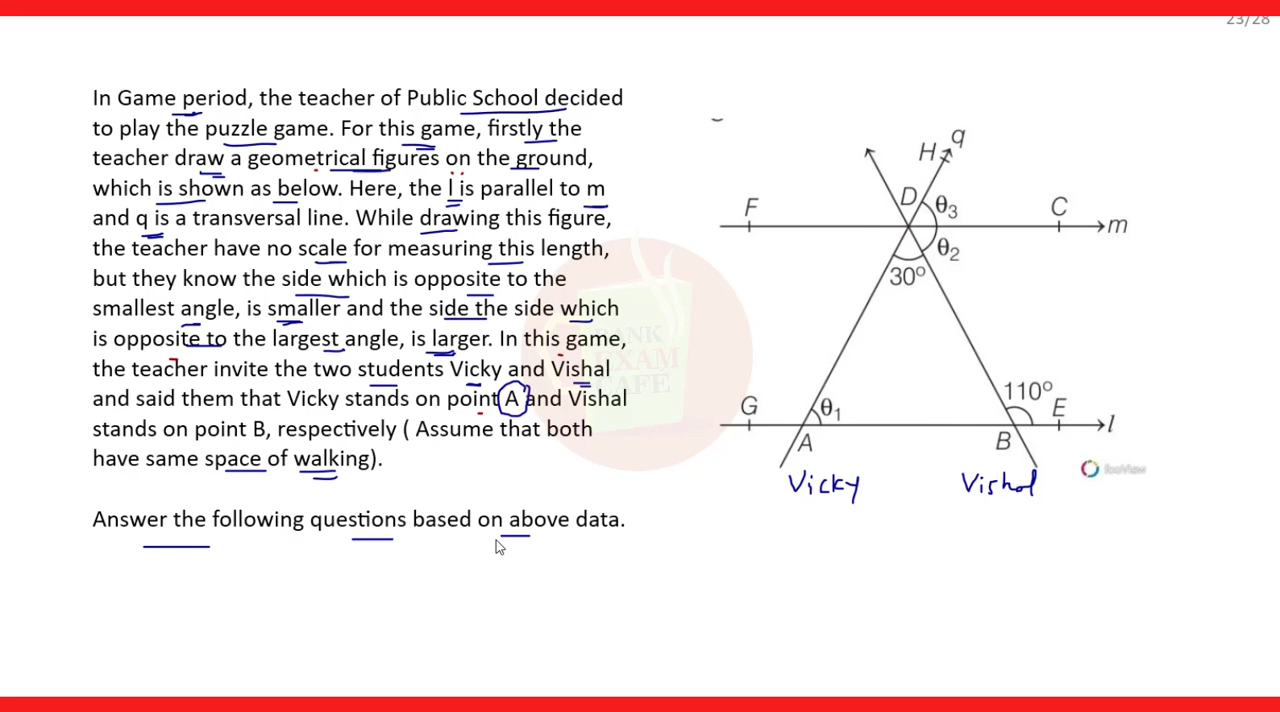 23/28
In Game period, the teacher of Public School decided
to play the puzzle game. For this game, firstly the
teacher draw a geometrical figures on the ground,
which is shown as below. Here, the l is parallel to m
and q is a transversal line. While drawing this figure,
the teacher have no scale for measuring this length,
but they know the side which is opposite to the
smallest angle, is smaller and the side the side which
is opposite to the largest angle, is larger. In this game,
the teacher invite the two students Vicky and Vishal
and said them that Vicky stands on point A and Vishal
stands on point B, respectively ( Assume that both
have same space of walking).
Answer the following questions based on above data.
H q
D θ3
F C m
θ2
30°
110°
G θ1 E l
A B
Vicky Vishal
BANK
EXAM
CAFE